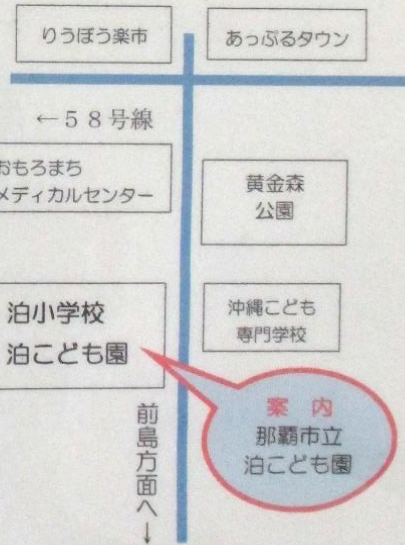 りうぼう楽市
あっぷるタウン
←58号線
おもろまち
メディカルセンター
黄金森
公園
泊小学校
泊こども園
沖縄こども
専門学校
案内
那覇市立
泊こども園
前島方面へ↓